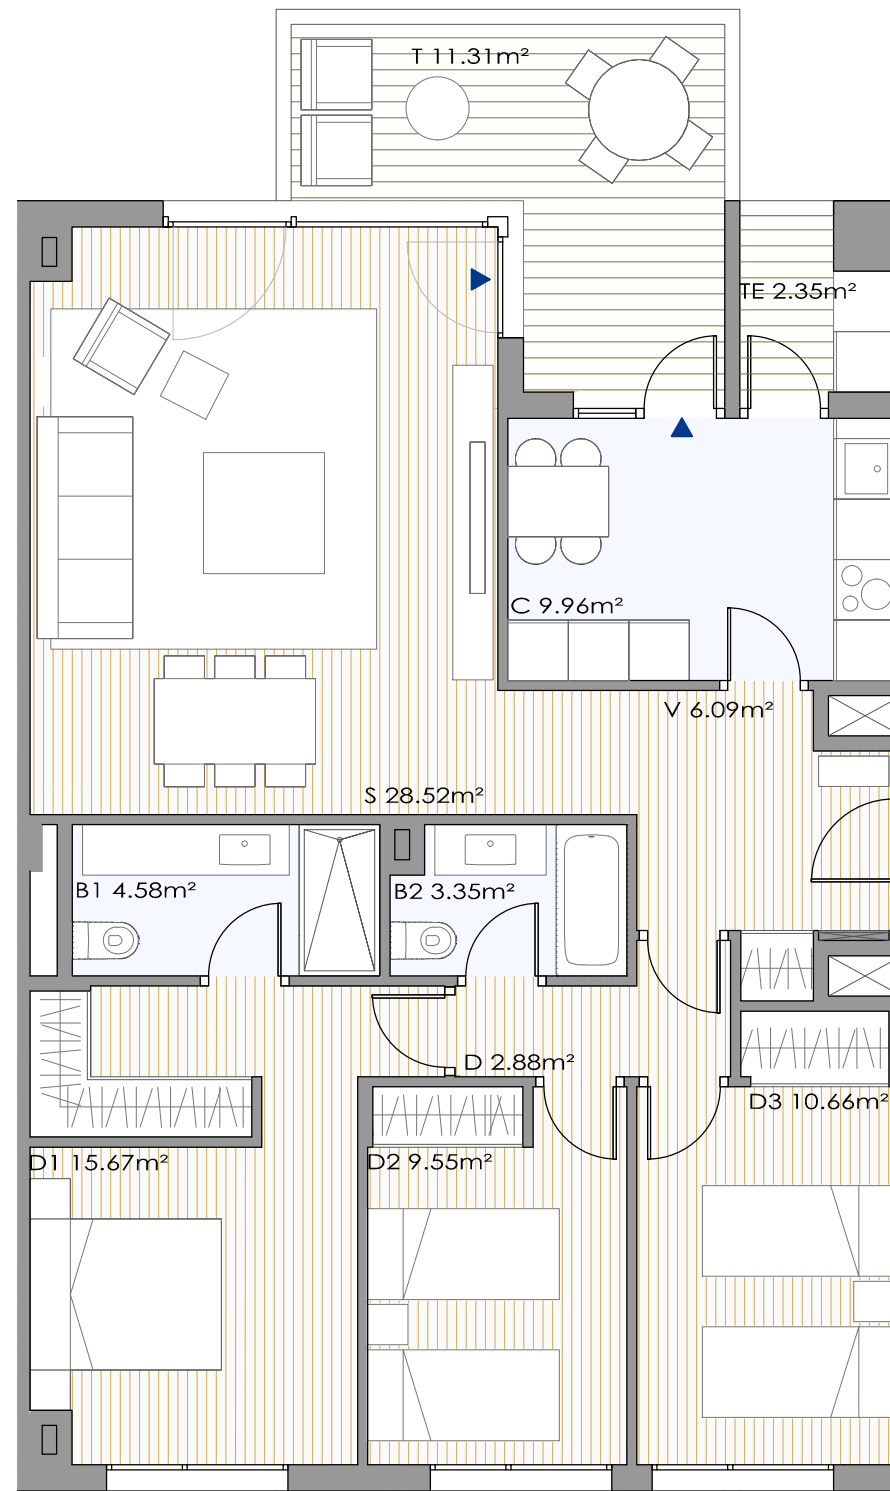 T 11.31m²
TE 2.35m²
C 9.96m²
V 6.09m²
S 28.52m²
B1 4.58m²
B2 3.35m²
D 2.88m²
D3 10.66m²
D1 15.67m²
D2 9.55m²